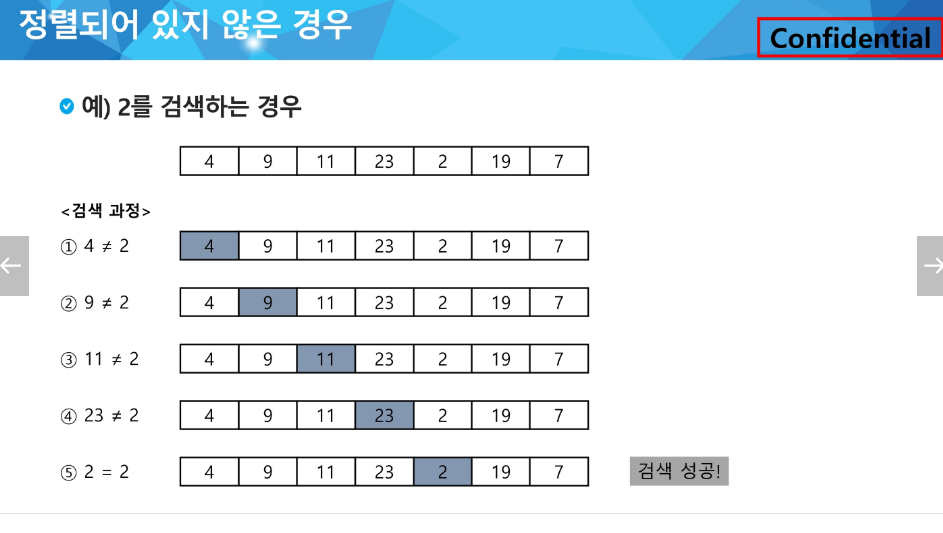 정렬되어 있지 않은 경우
Confidential
예) 2를 검색하는 경우
4 9 11 23 2 19 7
<검색 과정>
① 4 ≠ 2 4 9 11 23 2 19 7
② 9 ≠ 2 4 9 11 23 2 19 7
③ 11 ≠ 2 4 9 11 23 2 19 7
④ 23 ≠ 2 4 9 11 23 2 19 7
⑤ 2 = 2 4 9 11 23 2 19 7 검색 성공!